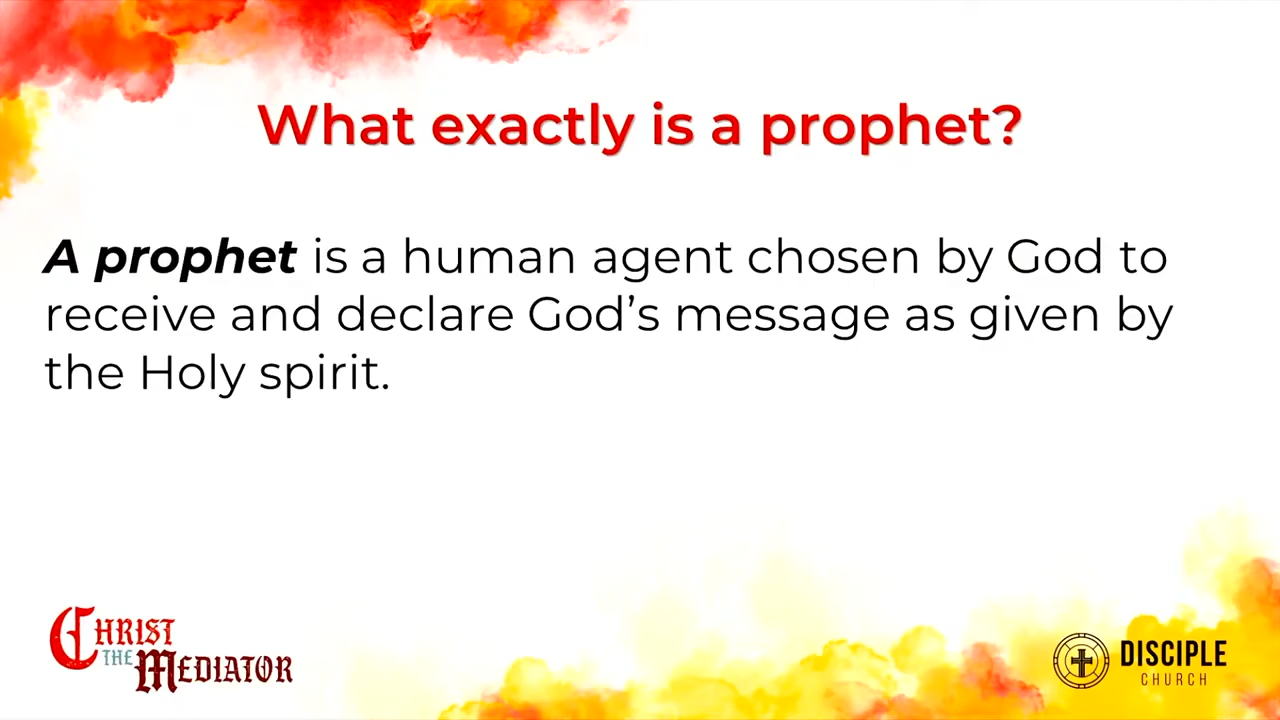 What exactly is a prophet?
A prophet is a human agent chosen by God to
receive and declare God’s message as given by
the Holy spirit.
CHRIST
THE MEDIATOR
DISCIPLE
CHURCH